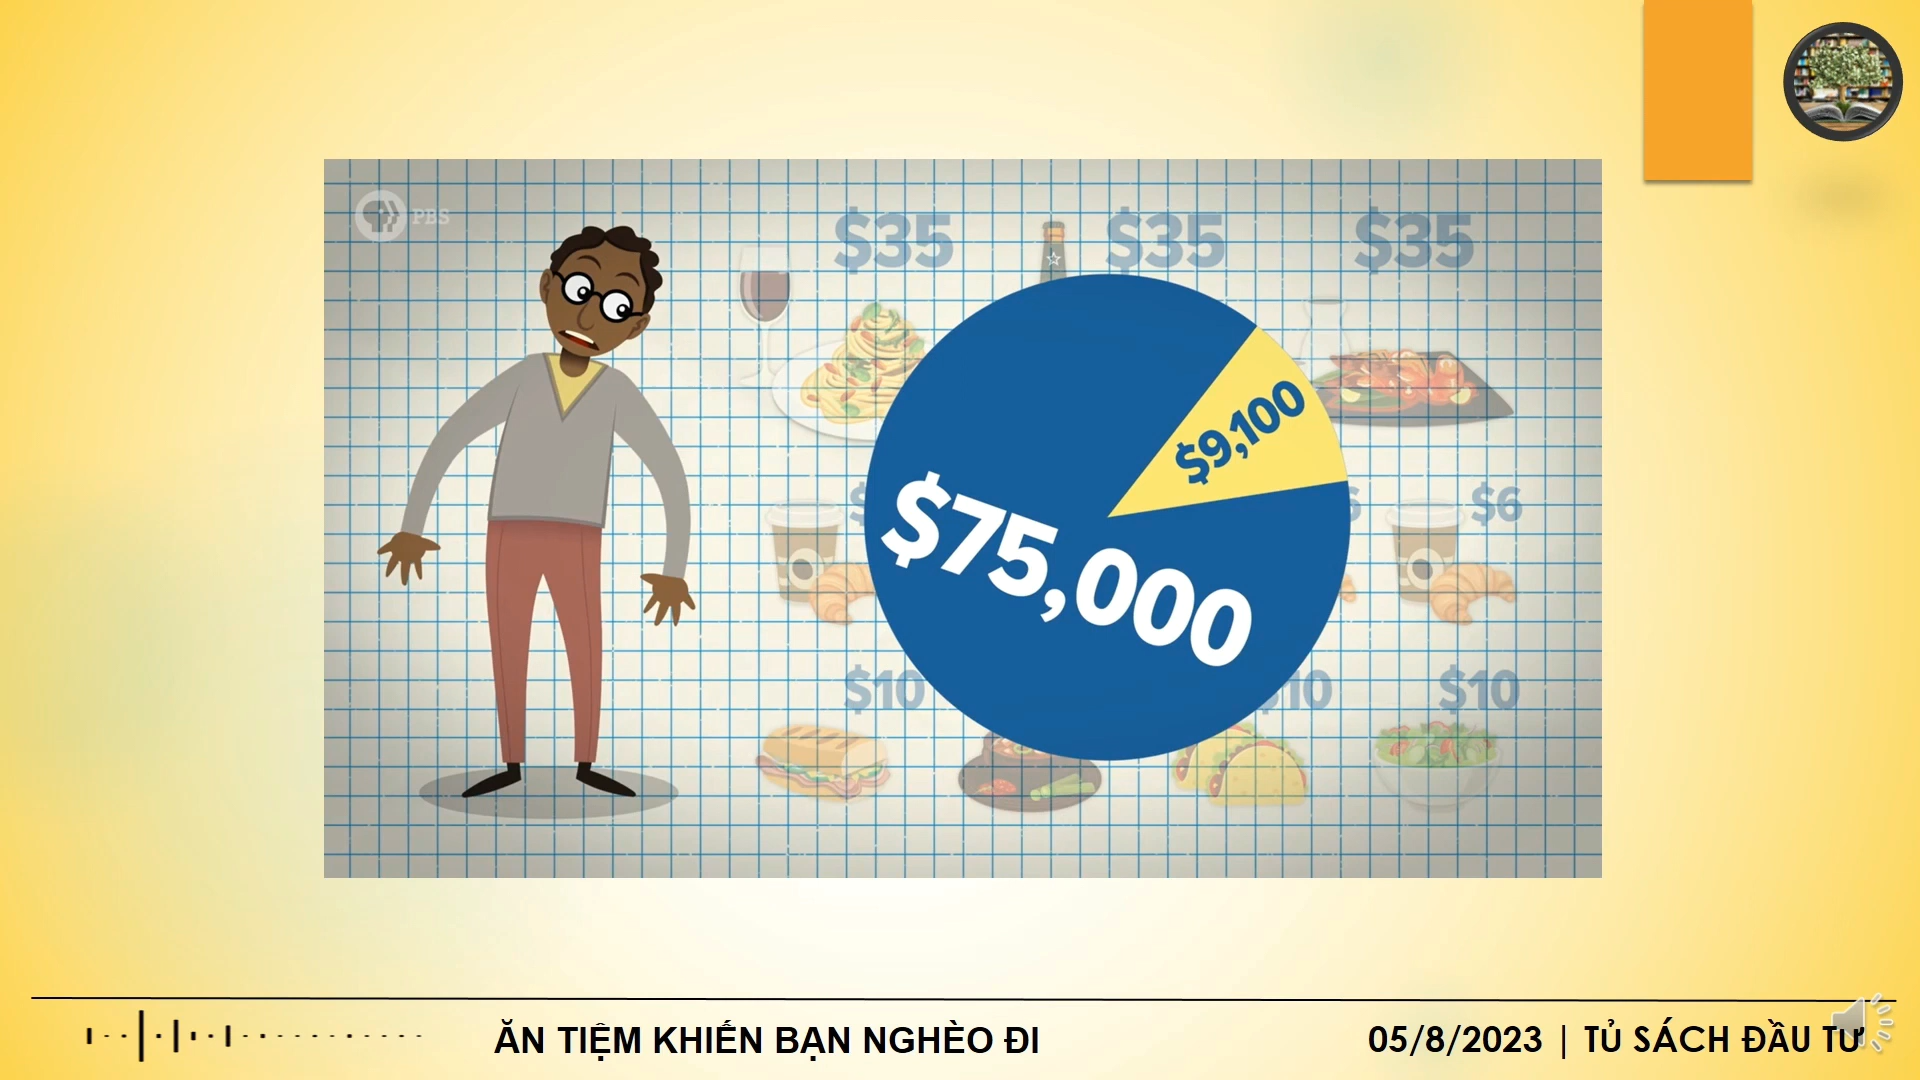 PBS
$35 $35 $35
$9,100
$75,000
$6
$10 $10 $10
ĂN TIỆM KHIẾN BẠN NGHÈO ĐI
05/8/2023 | TỦ SÁCH ĐẦU TƯ